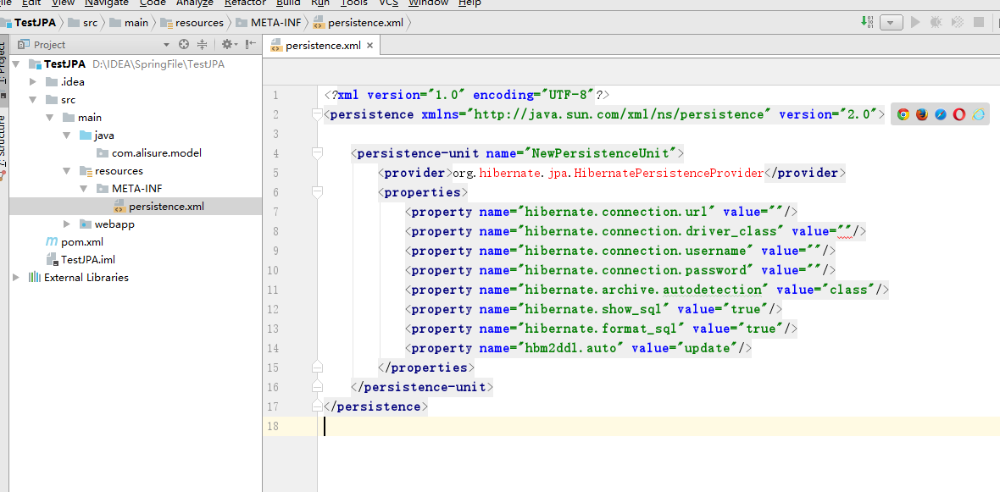 File Edit View Navigate Code Analyze Refactor Build Run Tools VCS Window Help
TestJPA src main resources META-INF persistence.xml
Project
persistence.xml
1: Project
7: Structure
TestJPA D:\IDEA\SpringFile\TestJPA
.idea
src
main
java
com.alisure.model
resources
META-INF
persistence.xml
webapp
pom.xml
TestJPA.iml
External Libraries
1 <?xml version="1.0" encoding="UTF-8"?>
2 <persistence xmlns="http://java.sun.com/xml/ns/persistence" version="2.0">
3
4 <persistence-unit name="NewPersistenceUnit">
5 <provider>org.hibernate.jpa.HibernatePersistenceProvider</provider>
6 <properties>
7 <property name="hibernate.connection.url" value=""/>
8 <property name="hibernate.connection.driver_class" value=""/>
9 <property name="hibernate.connection.username" value=""/>
10 <property name="hibernate.connection.password" value=""/>
11 <property name="hibernate.archive.autodetection" value="class"/>
12 <property name="hibernate.show_sql" value="true"/>
13 <property name="hibernate.format_sql" value="true"/>
14 <property name="hbm2ddl.auto" value="update"/>
15 </properties>
16 </persistence-unit>
17 </persistence>
18